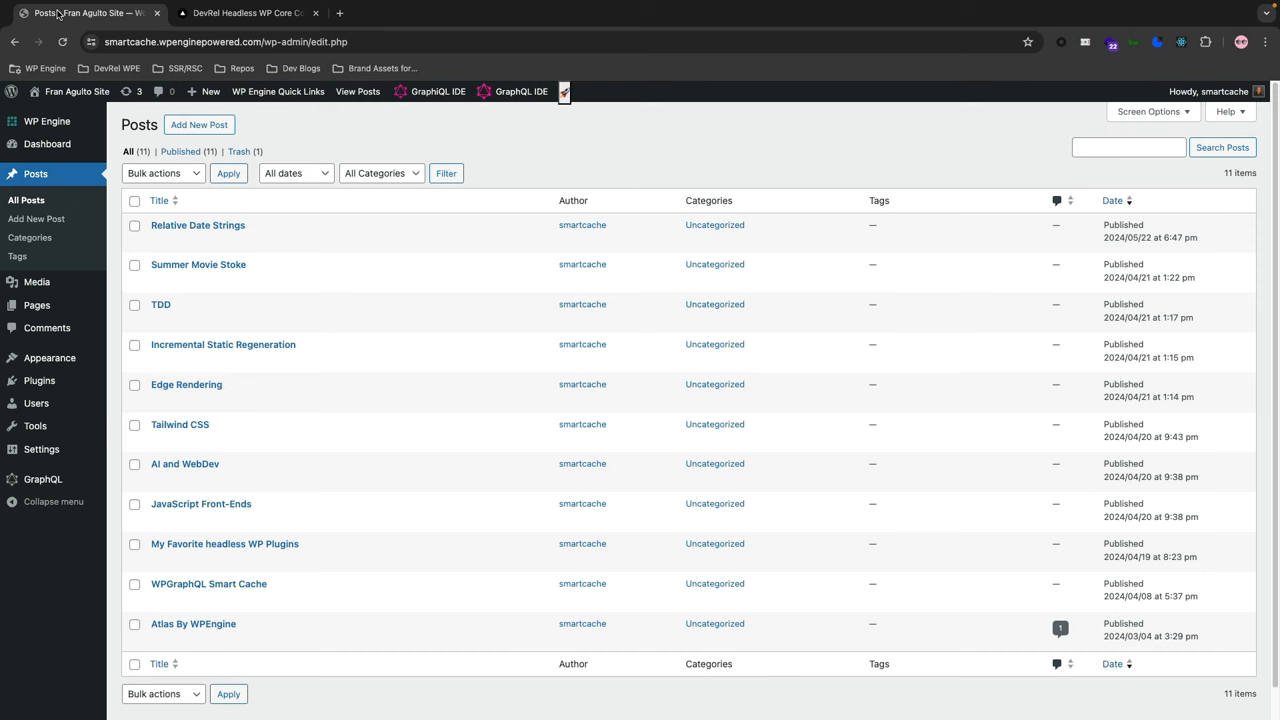 Posts Fran Agulto Site — Wo
DevRel Headless WP Core Co
smartcache.wpenginepowered.com/wp-admin/edit.php
22
WP Engine
DevRel WPE
SSR/RSC
Repos
Dev Blogs
Brand Assets for...
Fran Agulto Site
3
0
New
WP Engine Quick Links
View Posts
GraphiQL IDE
GraphQL IDE
Howdy, smartcache
WP Engine
Dashboard
Posts
All Posts
Add New Post
Categories
Tags
Media
Pages
Comments
Appearance
Plugins
Users
Tools
Settings
GraphQL
Collapse menu
Screen Options
Help
Posts
Add New Post
All (11) | Published (11) | Trash (1)
Search Posts
Bulk actions
Apply
All dates
All Categories
Filter
11 items
Title Author Categories Tags Date
Relative Date Strings smartcache Uncategorized — — Published
2024/05/22 at 6:47 pm
Summer Movie Stoke smartcache Uncategorized — — Published
2024/04/21 at 1:22 pm
TDD smartcache Uncategorized — — Published
2024/04/21 at 1:17 pm
Incremental Static Regeneration smartcache Uncategorized — — Published
2024/04/21 at 1:15 pm
Edge Rendering smartcache Uncategorized — — Published
2024/04/21 at 1:14 pm
Tailwind CSS smartcache Uncategorized — — Published
2024/04/20 at 9:43 pm
AI and WebDev smartcache Uncategorized — — Published
2024/04/20 at 9:38 pm
JavaScript Front-Ends smartcache Uncategorized — — Published
2024/04/20 at 9:38 pm
My Favorite headless WP Plugins smartcache Uncategorized — — Published
2024/04/19 at 8:23 pm
WPGraphQL Smart Cache smartcache Uncategorized — — Published
2024/04/08 at 5:37 pm
Atlas By WPEngine smartcache Uncategorized — 1 Published
2024/03/04 at 3:29 pm
Title Author Categories Tags Date
Bulk actions
Apply
11 items